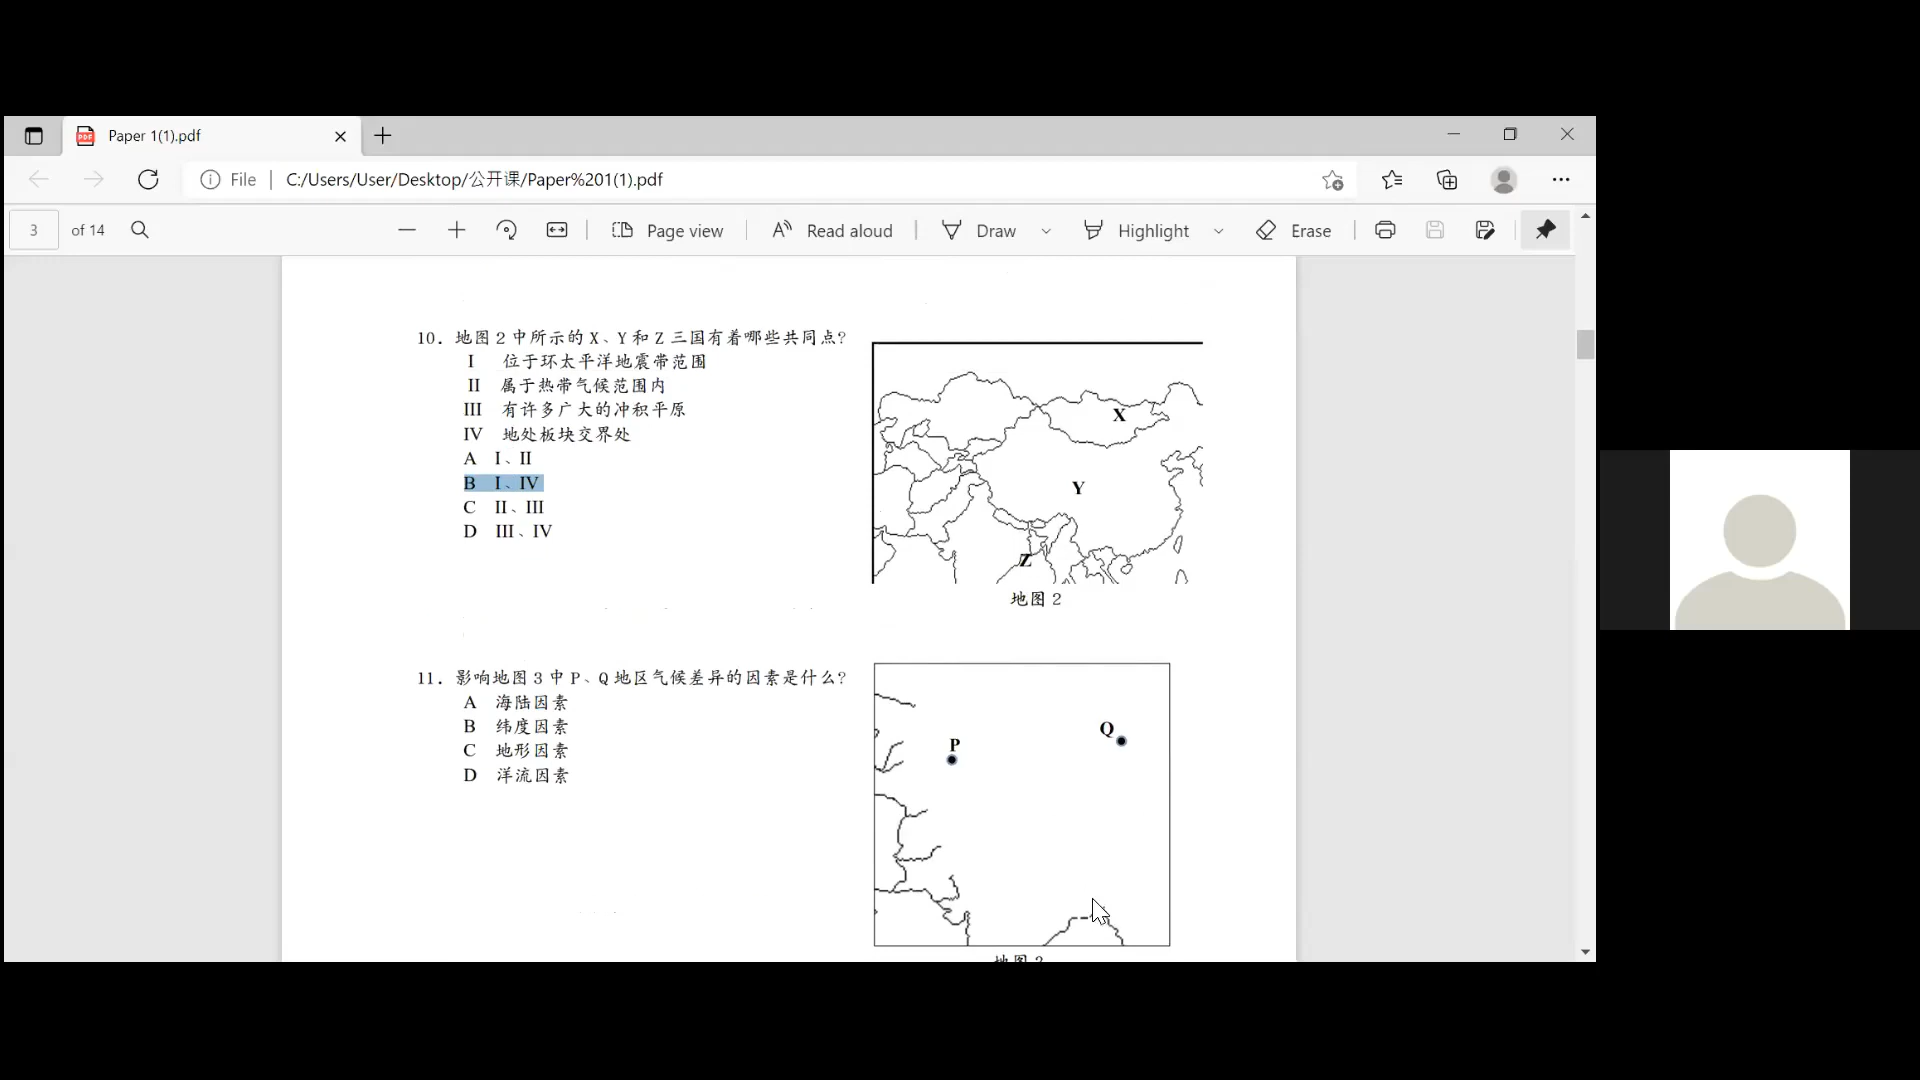 Paper 1(1).pdf
File
C:/Users/User/Desktop/公开课/Paper%201(1).pdf
3 of 14
Page view
Read aloud
Draw
Highlight
Erase
10. 地图 2 中所示的 X、Y 和 Z 三国有着哪些共同点?
I 位于环太平洋地震带范围
II 属于热带气候范围内
III 有许多广大的冲积平原
IV 地处板块交界处
A I、II
B I、IV
C II、III
D III、IV
X
Y
Z
地图 2
11. 影响地图 3 中 P、Q 地区气候差异的因素是什么?
A 海陆因素
B 纬度因素
C 地形因素
D 洋流因素
P
Q